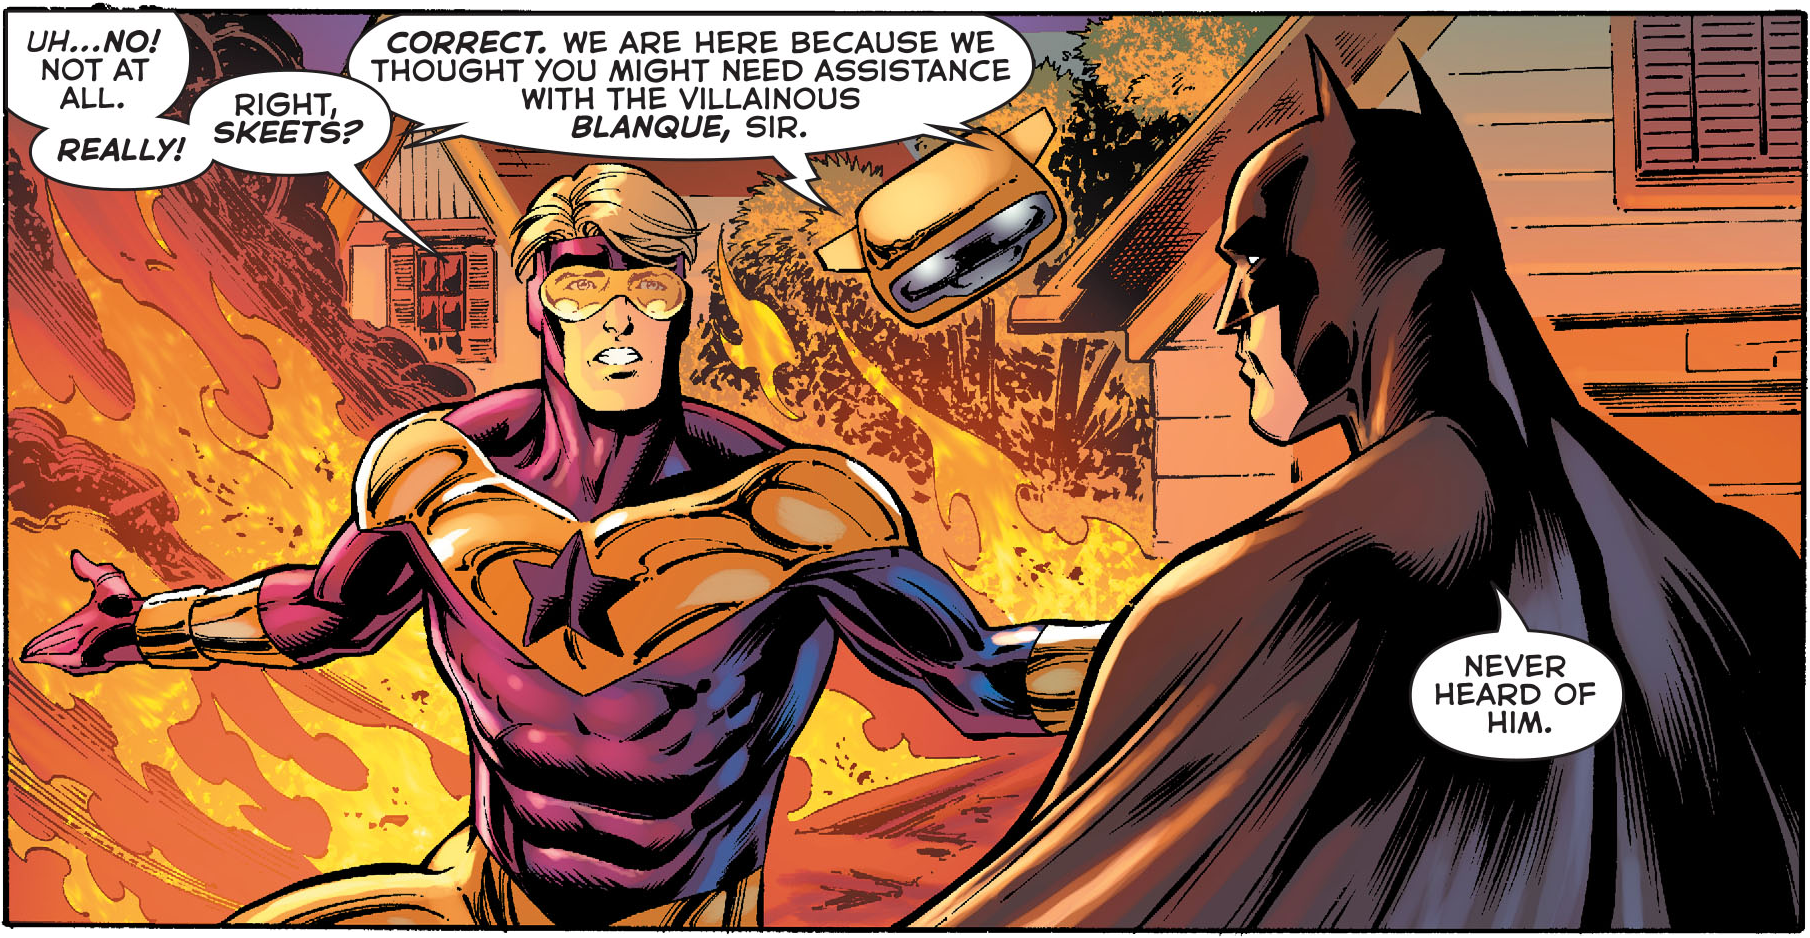 UH...NO!
NOT AT
ALL.
REALLY!
RIGHT,
SKEETS?
CORRECT. WE ARE HERE BECAUSE WE
THOUGHT YOU MIGHT NEED ASSISTANCE
WITH THE VILLAINOUS
BLANQUE, SIR.
NEVER
HEARD OF
HIM.